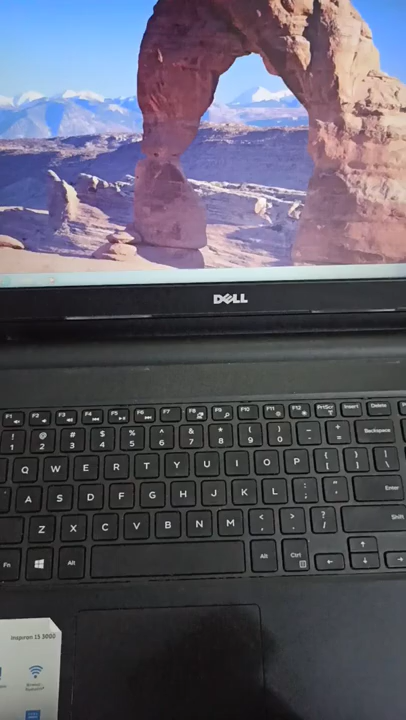 DELL
F1 F2 F3 F4 F5 F6 F7 F8 F9 F10 F11 F12 PrtScr Insert Delete
! @ # $ % ^ & * ( ) _ +
1 2 3 4 5 6 7 8 9 0 - = Backspace
Q W E R T Y U I O P { } |
[ ] \
A S D F G H J K L : " Enter
; '
Z X C V B N M < > ? Shift
, . /
Fn Alt Alt Ctrl
Inspiron 15 3000